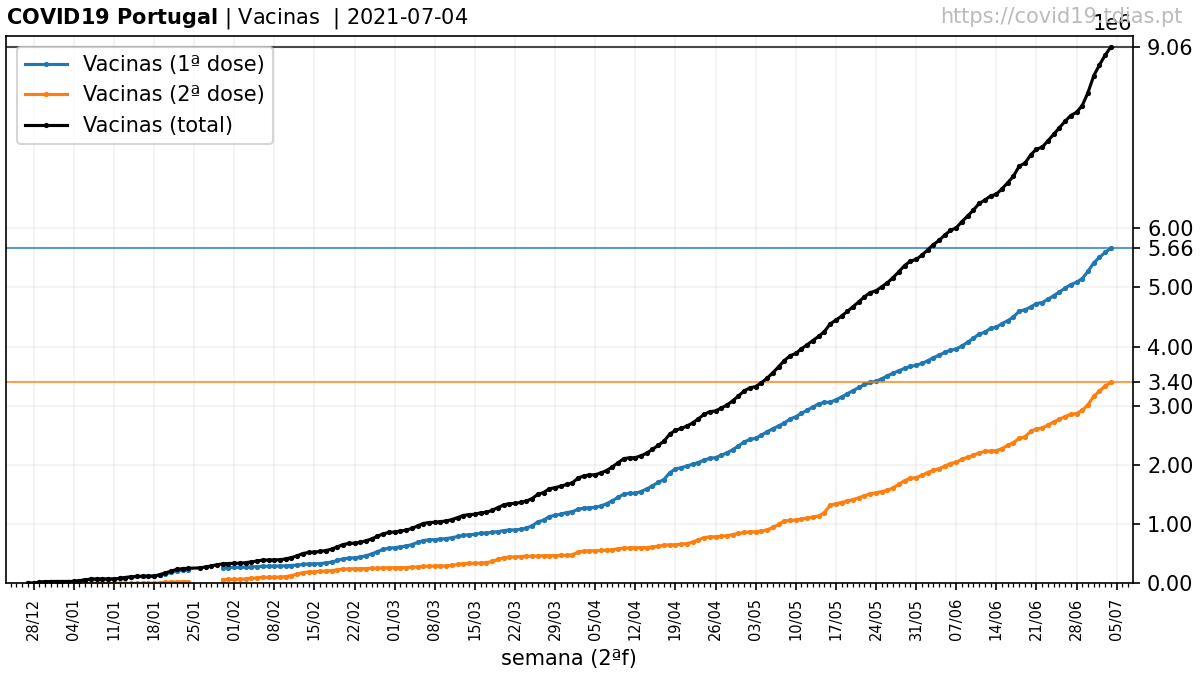 COVID19 Portugal | Vacinas | 2021-07-04
https://covid19.tdias.pt
1e6
Vacinas (1ª dose)
Vacinas (2ª dose)
Vacinas (total)
9.06
6.00
5.66
5.00
4.00
3.40
3.00
2.00
1.00
0.00
28/12 04/01 11/01 18/01 25/01 01/02 08/02 15/02 22/02 01/03 08/03 15/03 22/03 29/03 05/04 12/04 19/04 26/04 03/05 10/05 17/05 24/05 31/05 07/06 14/06 21/06 28/06 05/07
semana (2ªf)